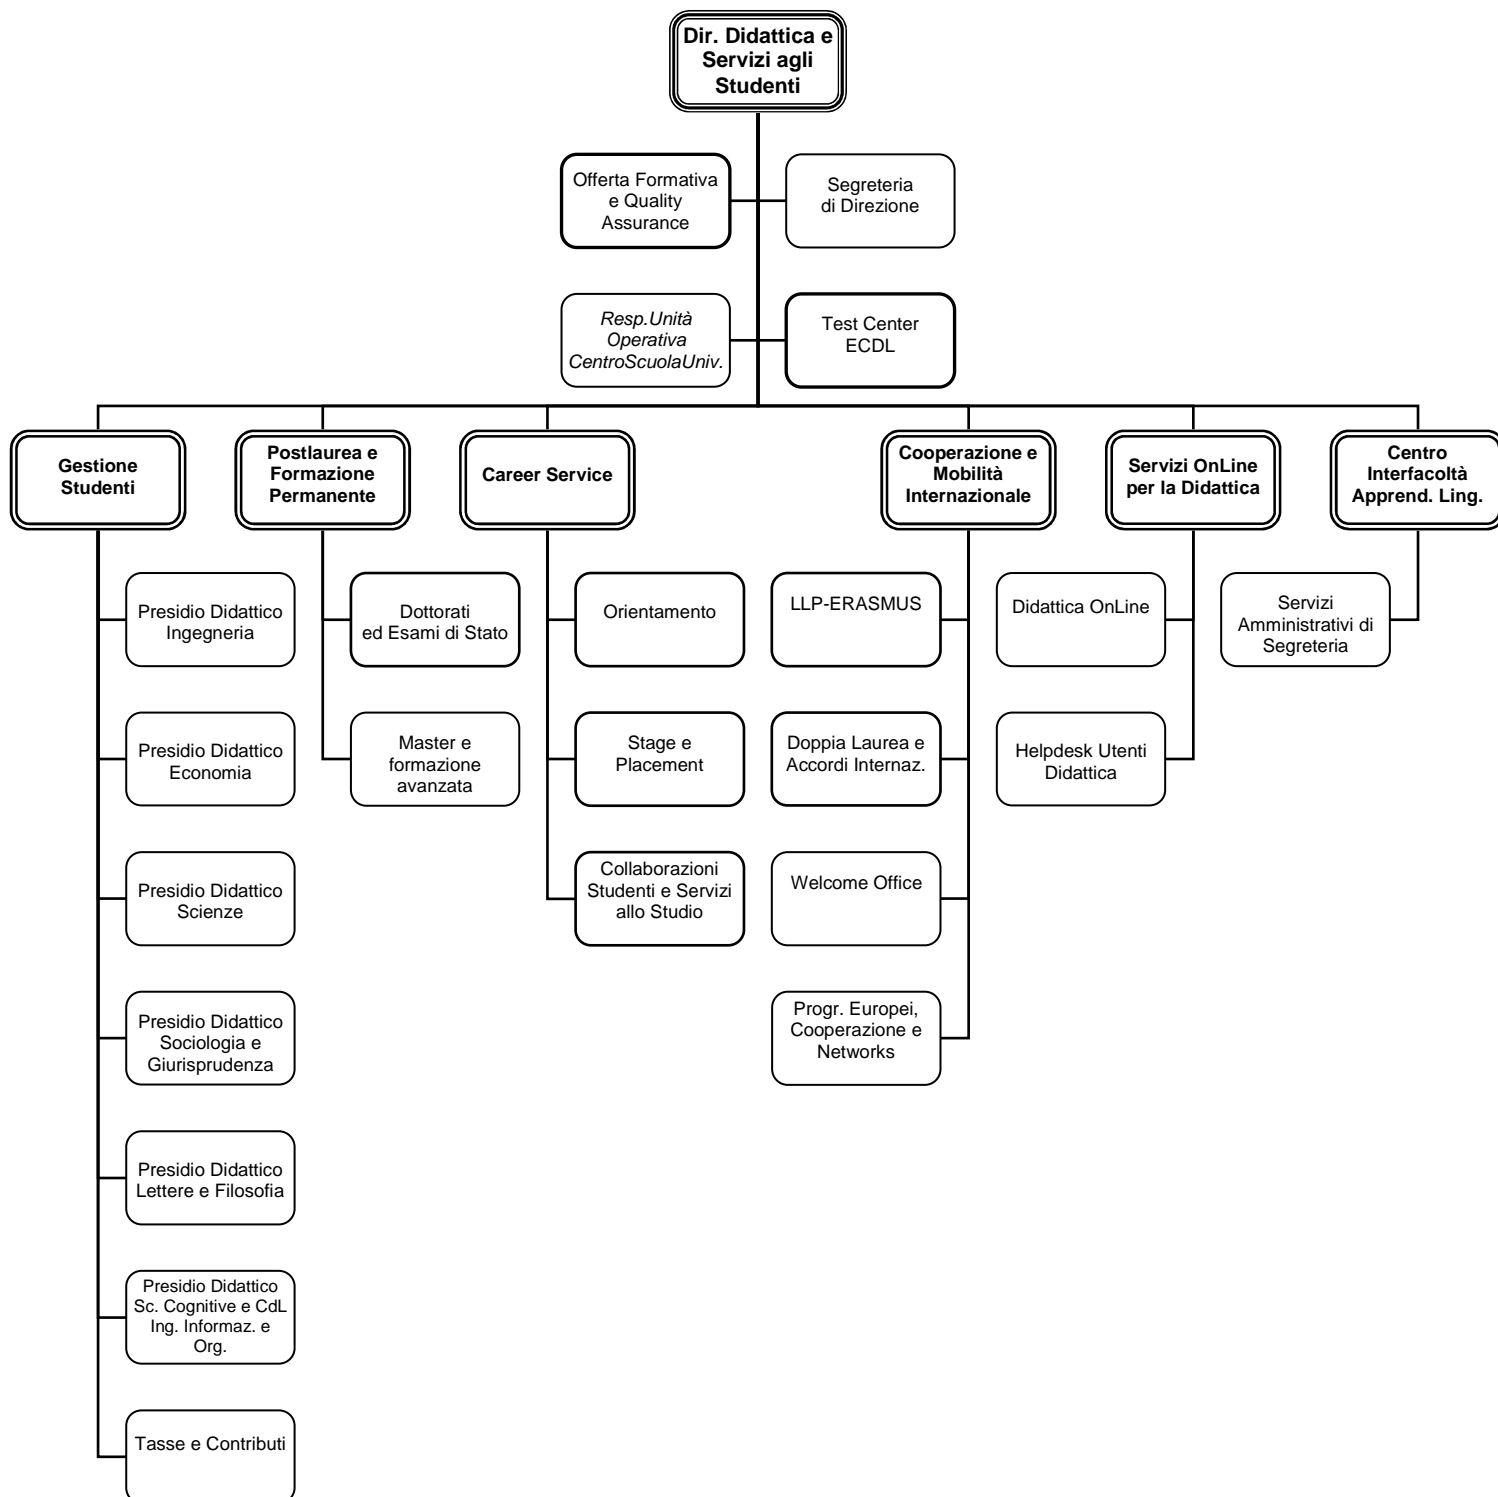 Dir. Didattica e
Servizi agli
Studenti
Offerta Formativa
e Quality
Assurance
Segreteria
di Direzione
Resp.Unità
Operativa
CentroScuolaUniv.
Test Center
ECDL
Gestione
Studenti
Postlaurea e
Formazione
Permanente
Career Service
Cooperazione e
Mobilità
Internazionale
Servizi OnLine
per la Didattica
Centro
Interfacoltà
Apprend. Ling.
Presidio Didattico
Ingegneria
Dottorati
ed Esami di Stato
Orientamento
LLP-ERASMUS
Didattica OnLine
Servizi
Amministrativi di
Segreteria
Presidio Didattico
Economia
Master e
formazione
avanzata
Stage e
Placement
Doppia Laurea e
Accordi Internaz.
Helpdesk Utenti
Didattica
Presidio Didattico
Scienze
Collaborazioni
Studenti e Servizi
allo Studio
Welcome Office
Presidio Didattico
Sociologia e
Giurisprudenza
Progr. Europei,
Cooperazione e
Networks
Presidio Didattico
Lettere e Filosofia
Presidio Didattico
Sc. Cognitive e CdL
Ing. Informaz. e
Org.
Tasse e Contributi